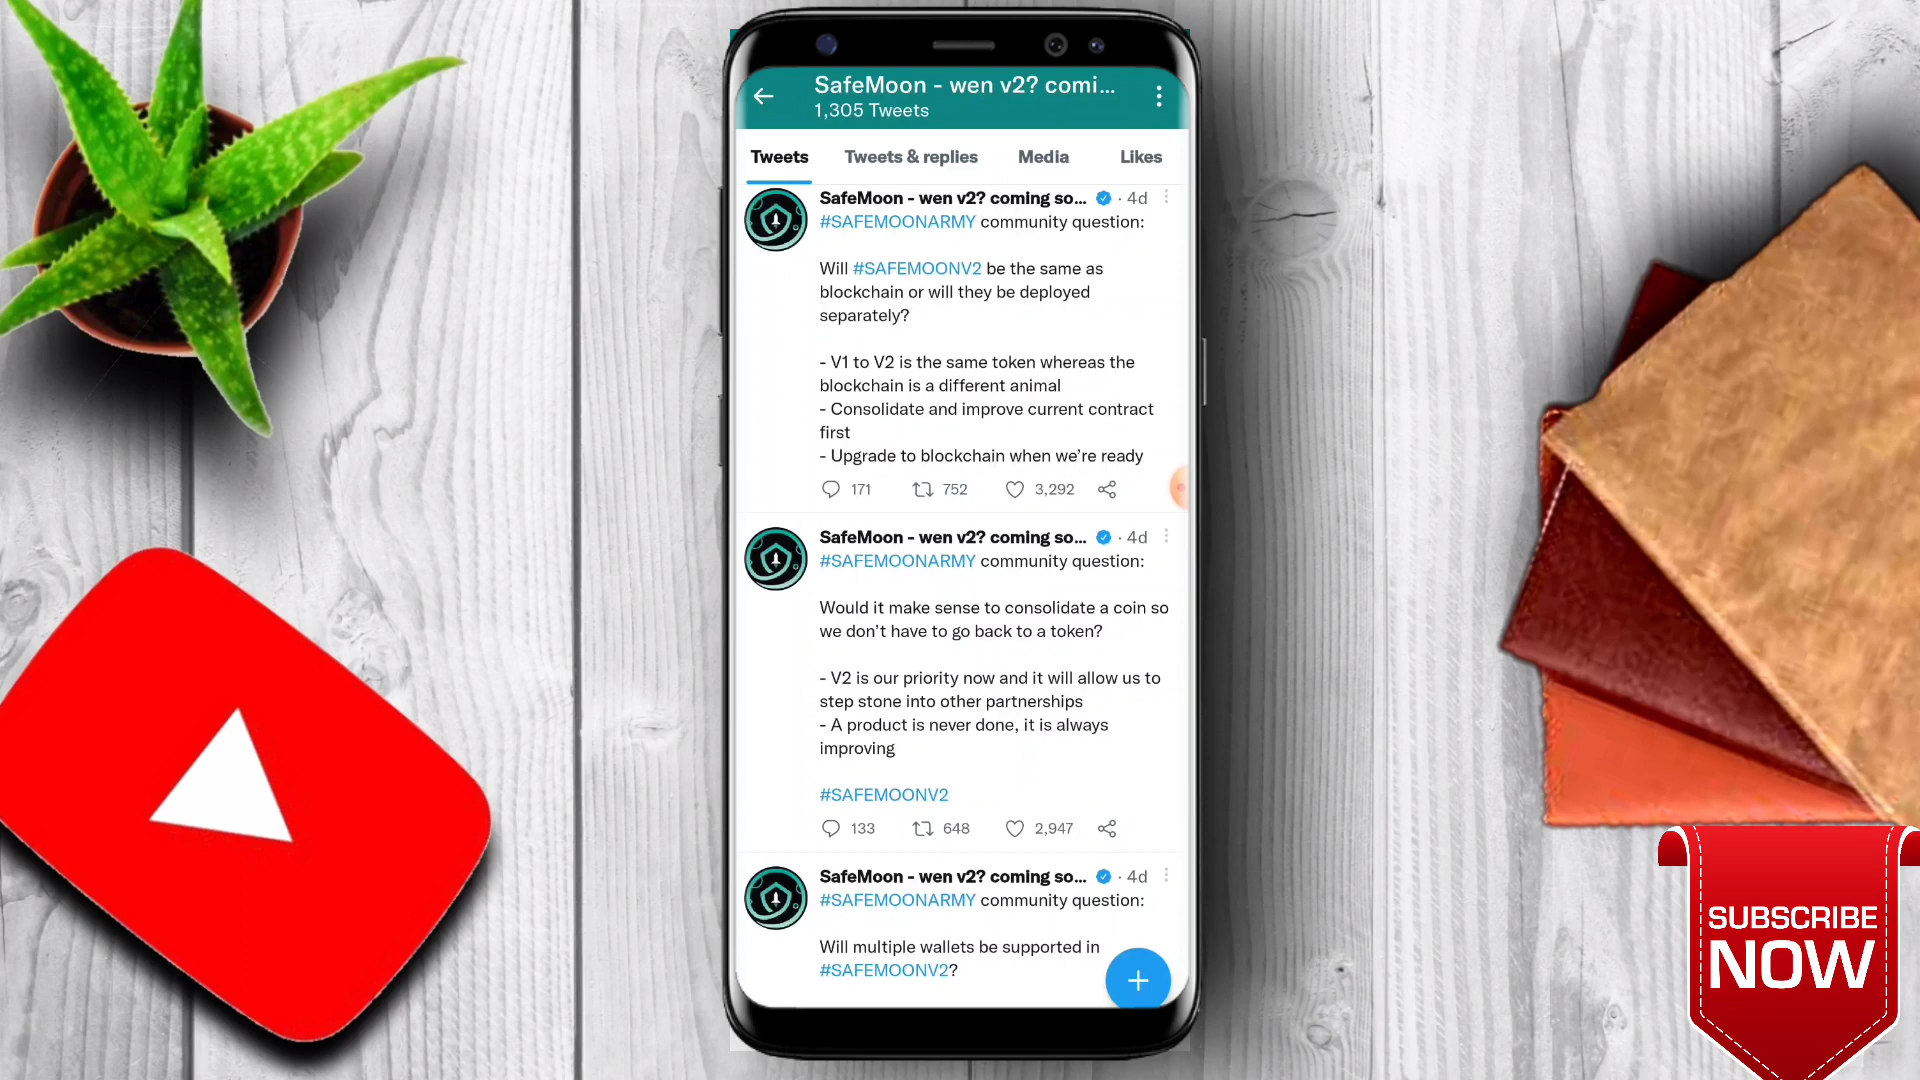 SafeMoon - wen v2? comi...
1,305 Tweets
Tweets
Tweets & replies
Media
Likes
SafeMoon - wen v2? coming so... · 4d
#SAFEMOONARMY community question:
Will #SAFEMOONV2 be the same as
blockchain or will they be deployed
separately?
- V1 to V2 is the same token whereas the
blockchain is a different animal
- Consolidate and improve current contract
first
- Upgrade to blockchain when we're ready
171 752 3,292
SafeMoon - wen v2? coming so... · 4d
#SAFEMOONARMY community question:
Would it make sense to consolidate a coin so
we don't have to go back to a token?
- V2 is our priority now and it will allow us to
step stone into other partnerships
- A product is never done, it is always
improving
#SAFEMOONV2
133 648 2,947
SafeMoon - wen v2? coming so... · 4d
#SAFEMOONARMY community question:
Will multiple wallets be supported in
#SAFEMOONV2?
SUBSCRIBE
NOW